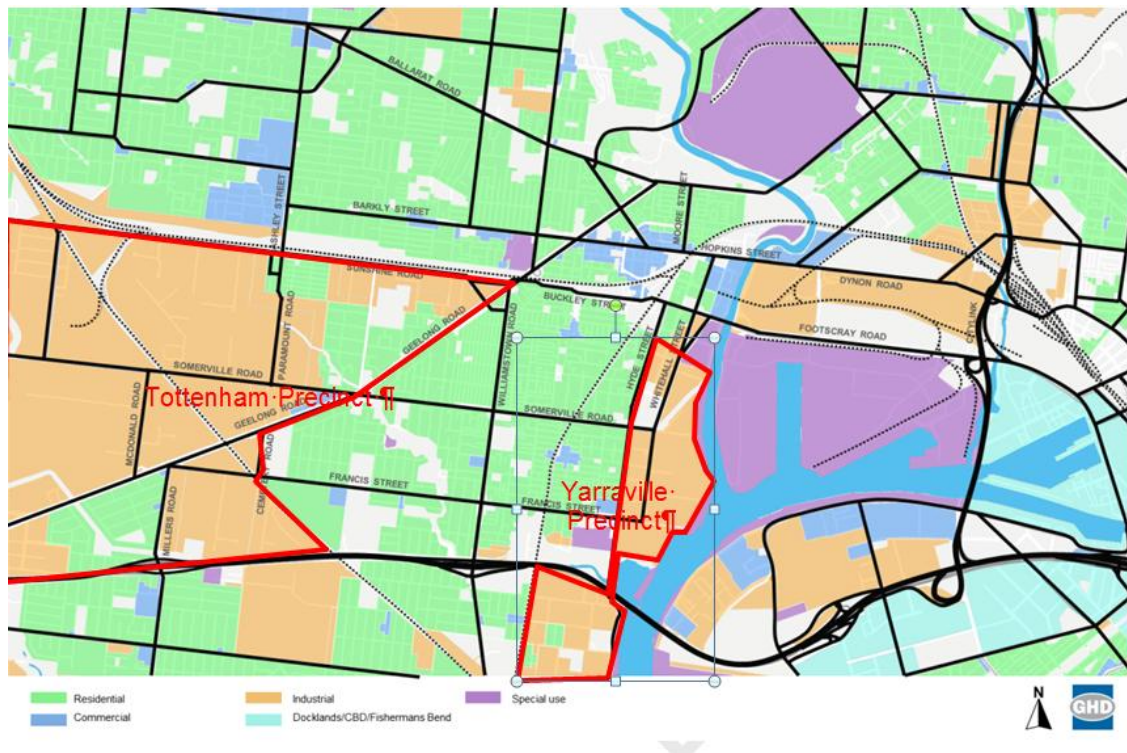 BALLARAT ROAD
ASHLEY STREET
BARKLY STREET
MOORE STREET
HOPKINS STREET
SUNSHINE ROAD
DYNON ROAD
BUCKLEY STREET
FOOTSCRAY ROAD
CITYLINK
GEELONG ROAD
PARAMOUNT ROAD
WILLIAMSTOWN ROAD
HYDE STREET
WHITEHALL STREET
SOMERVILLE ROAD
Tottenham·Precinct·¶
GEELONG ROAD
SOMERVILLE ROAD
MCDONALD ROAD
CEMETERY ROAD
FRANCIS STREET
Yarraville·
Precinct¶
FRANCIS STREET
MILLERS ROAD
Residential
Industrial
Special use
Commercial
Docklands/CBD/Fishermans Bend
N
GHD